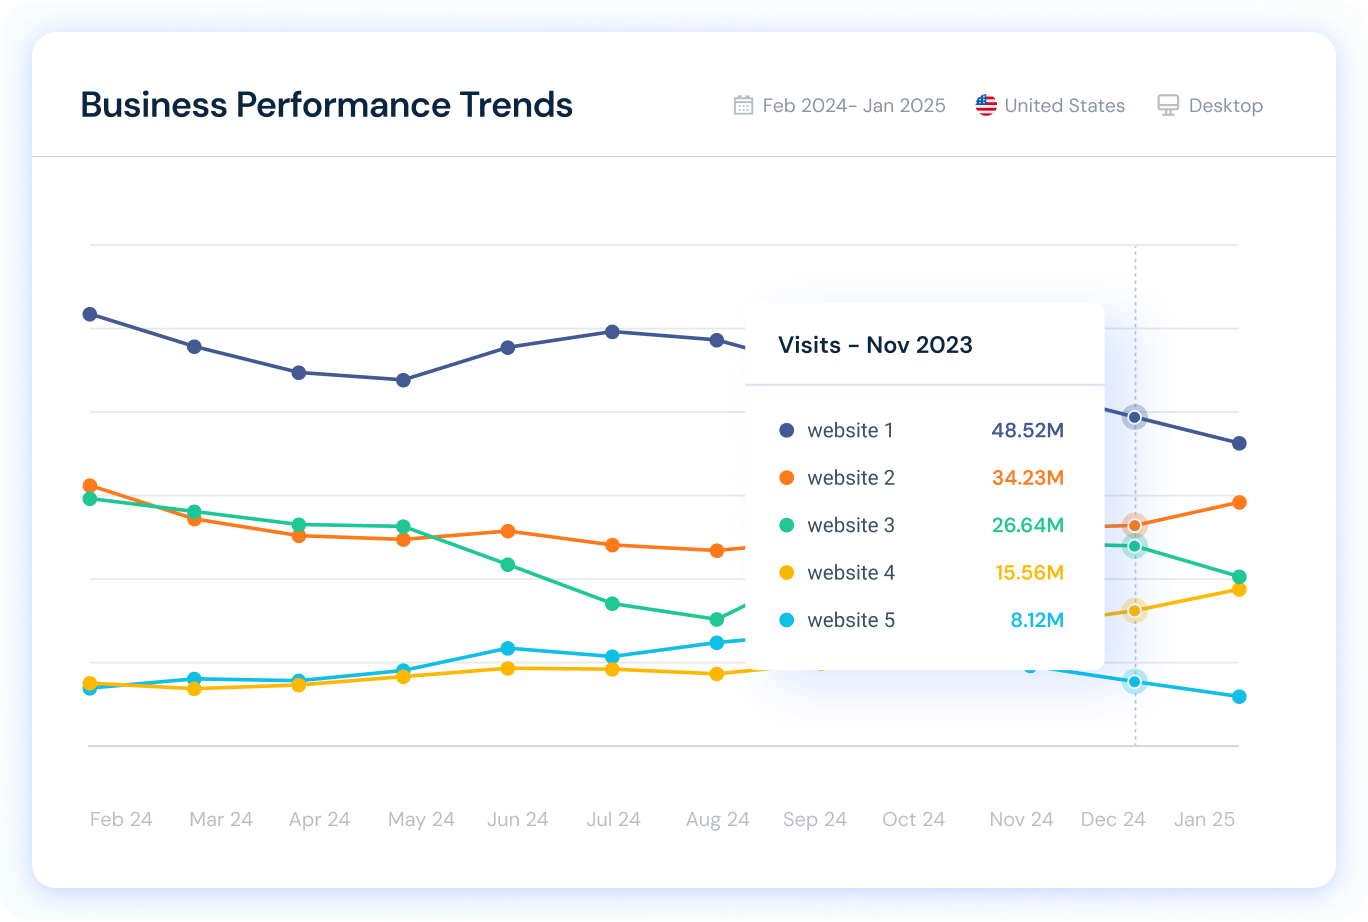 Business Performance Trends
Feb 2024- Jan 2025
United States
Desktop
Visits - Nov 2023
website 1 48.52M
website 2 34.23M
website 3 26.64M
website 4 15.56M
website 5 8.12M
Feb 24 Mar 24 Apr 24 May 24 Jun 24 Jul 24 Aug 24 Sep 24 Oct 24 Nov 24 Dec 24 Jan 25